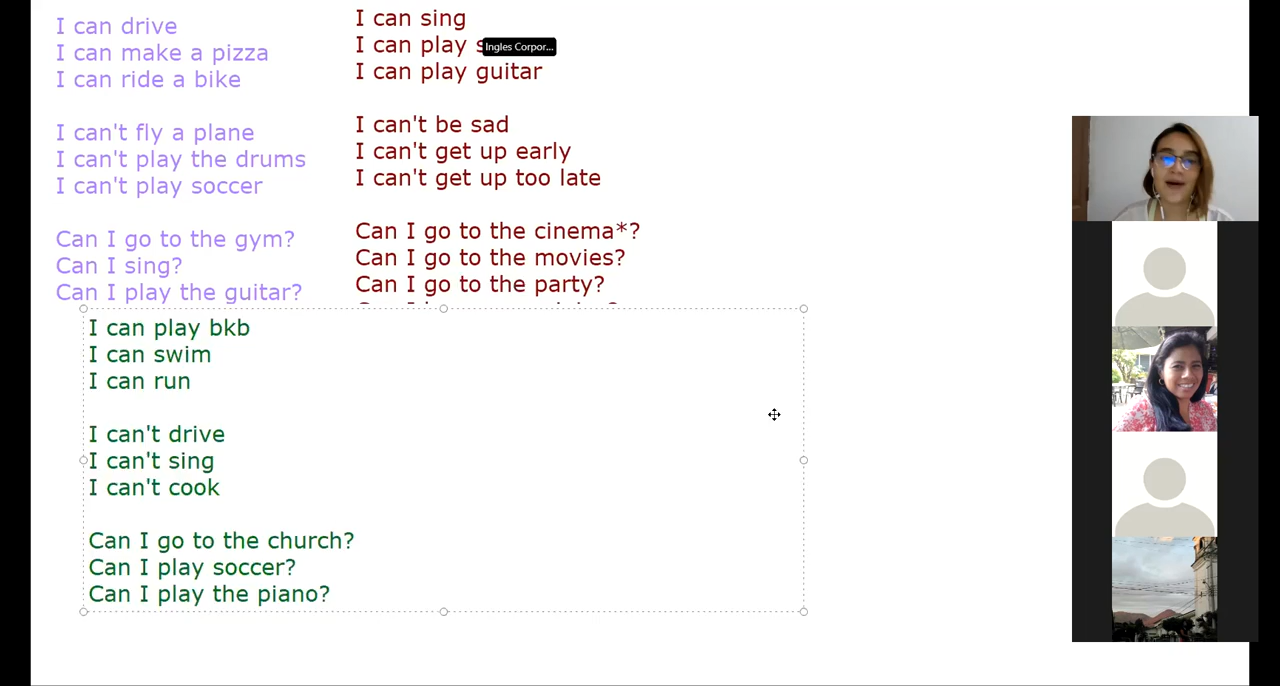 I can drive
I can make a pizza
I can ride a bike
I can't fly a plane
I can't play the drums
I can't play soccer
Can I go to the gym?
Can I sing?
Can I play the guitar?
I can sing
I can play
Ingles Corpor...
I can play guitar
I can't be sad
I can't get up early
I can't get up too late
Can I go to the cinema*?
Can I go to the movies?
Can I go to the party?
I can play bkb
I can swim
I can run
I can't drive
I can't sing
I can't cook
Can I go to the church?
Can I play soccer?
Can I play the piano?